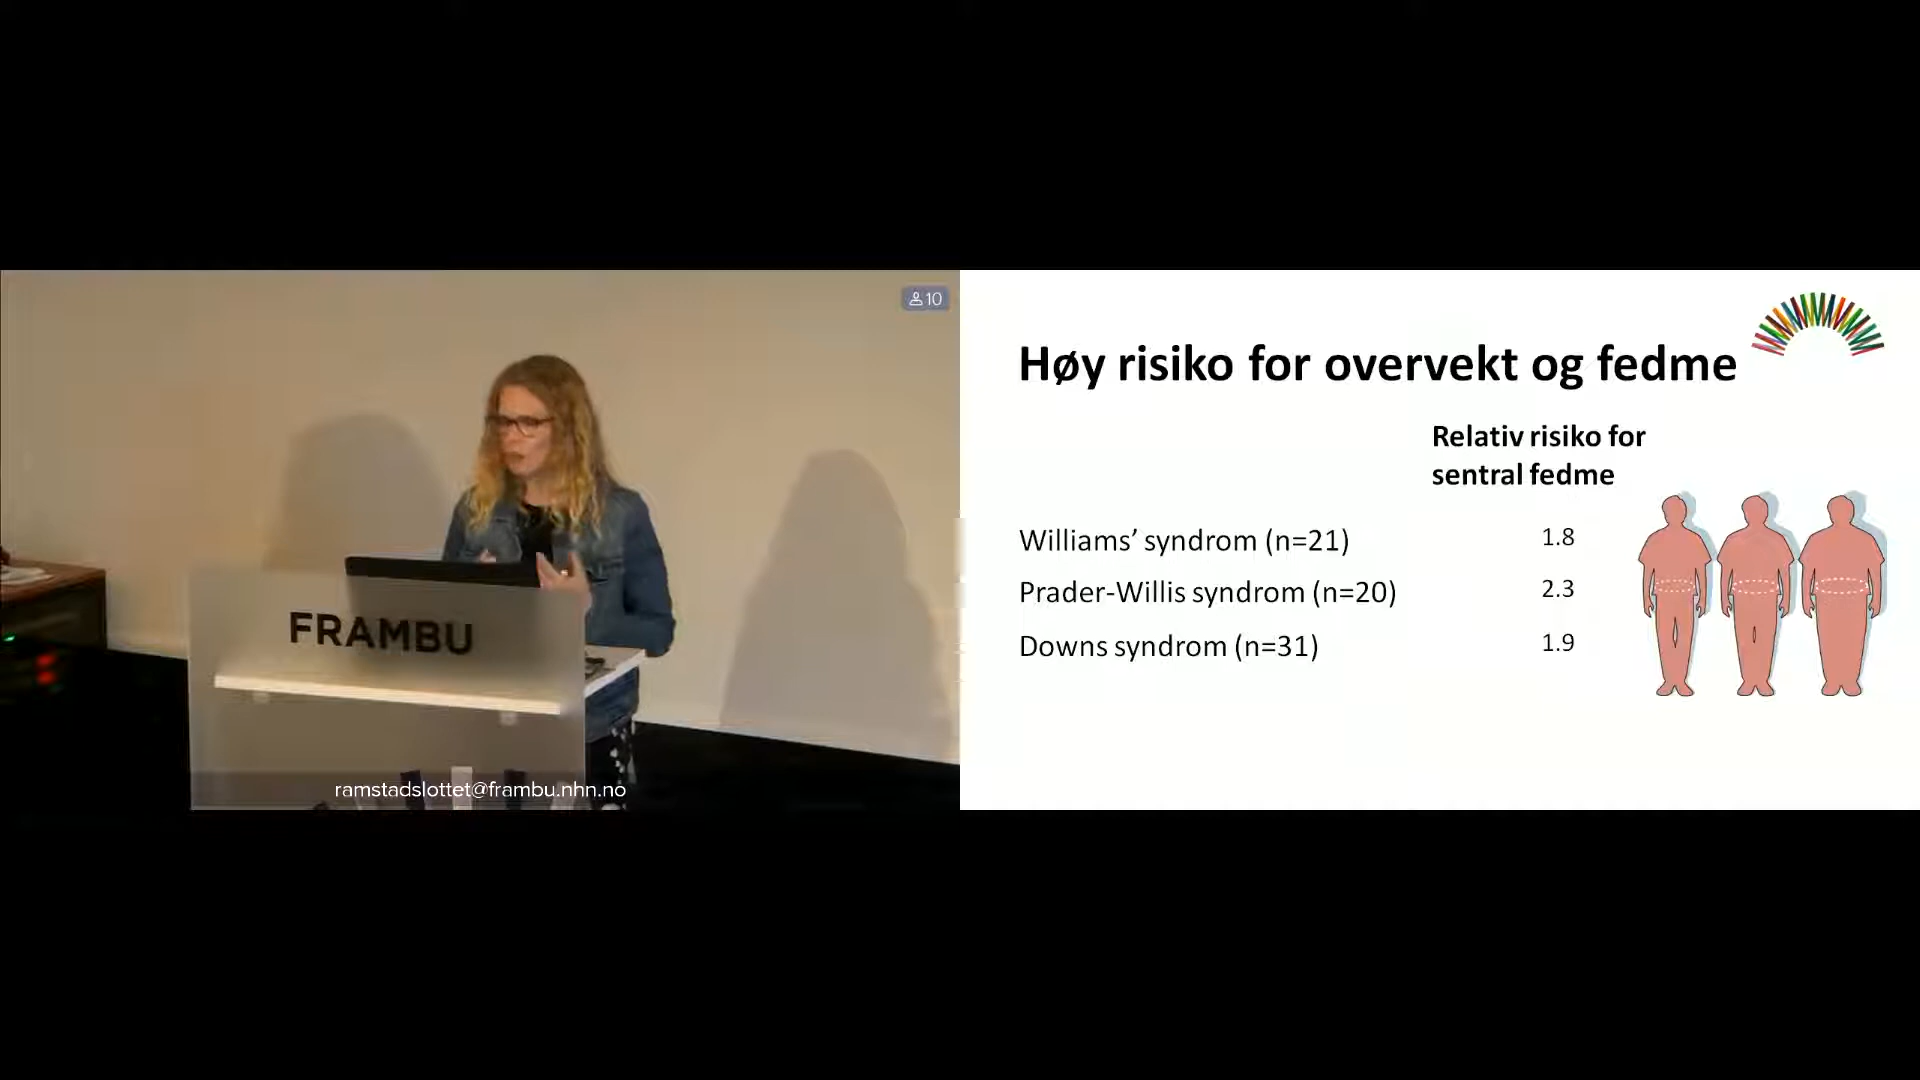 10
FRAMBU
ramstadslottet@frambu.nhn.no
Høy risiko for overvekt og fedme
Relativ risiko for
sentral fedme
Williams’ syndrom (n=21) 1.8
Prader-Willis syndrom (n=20) 2.3
Downs syndrom (n=31) 1.9